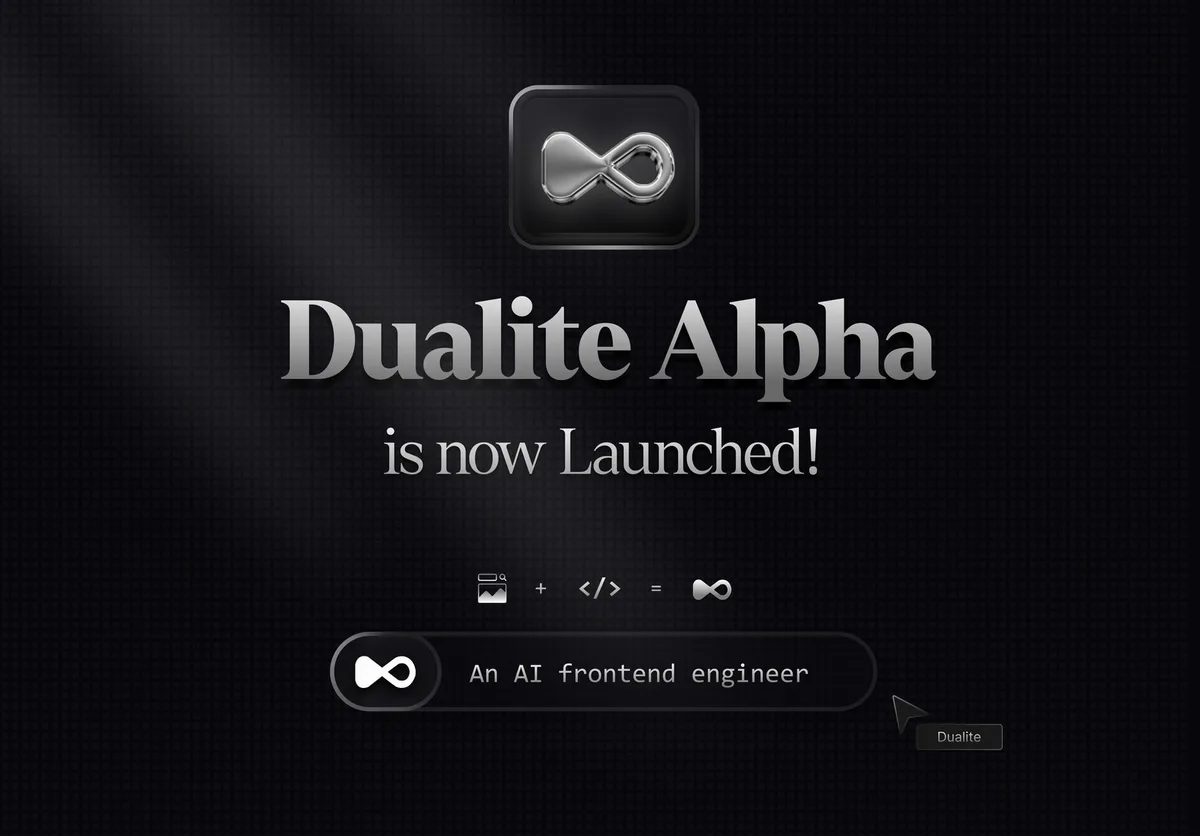 Dualite Alpha
is now Launched!
+ </> =
An AI frontend engineer
Dualite